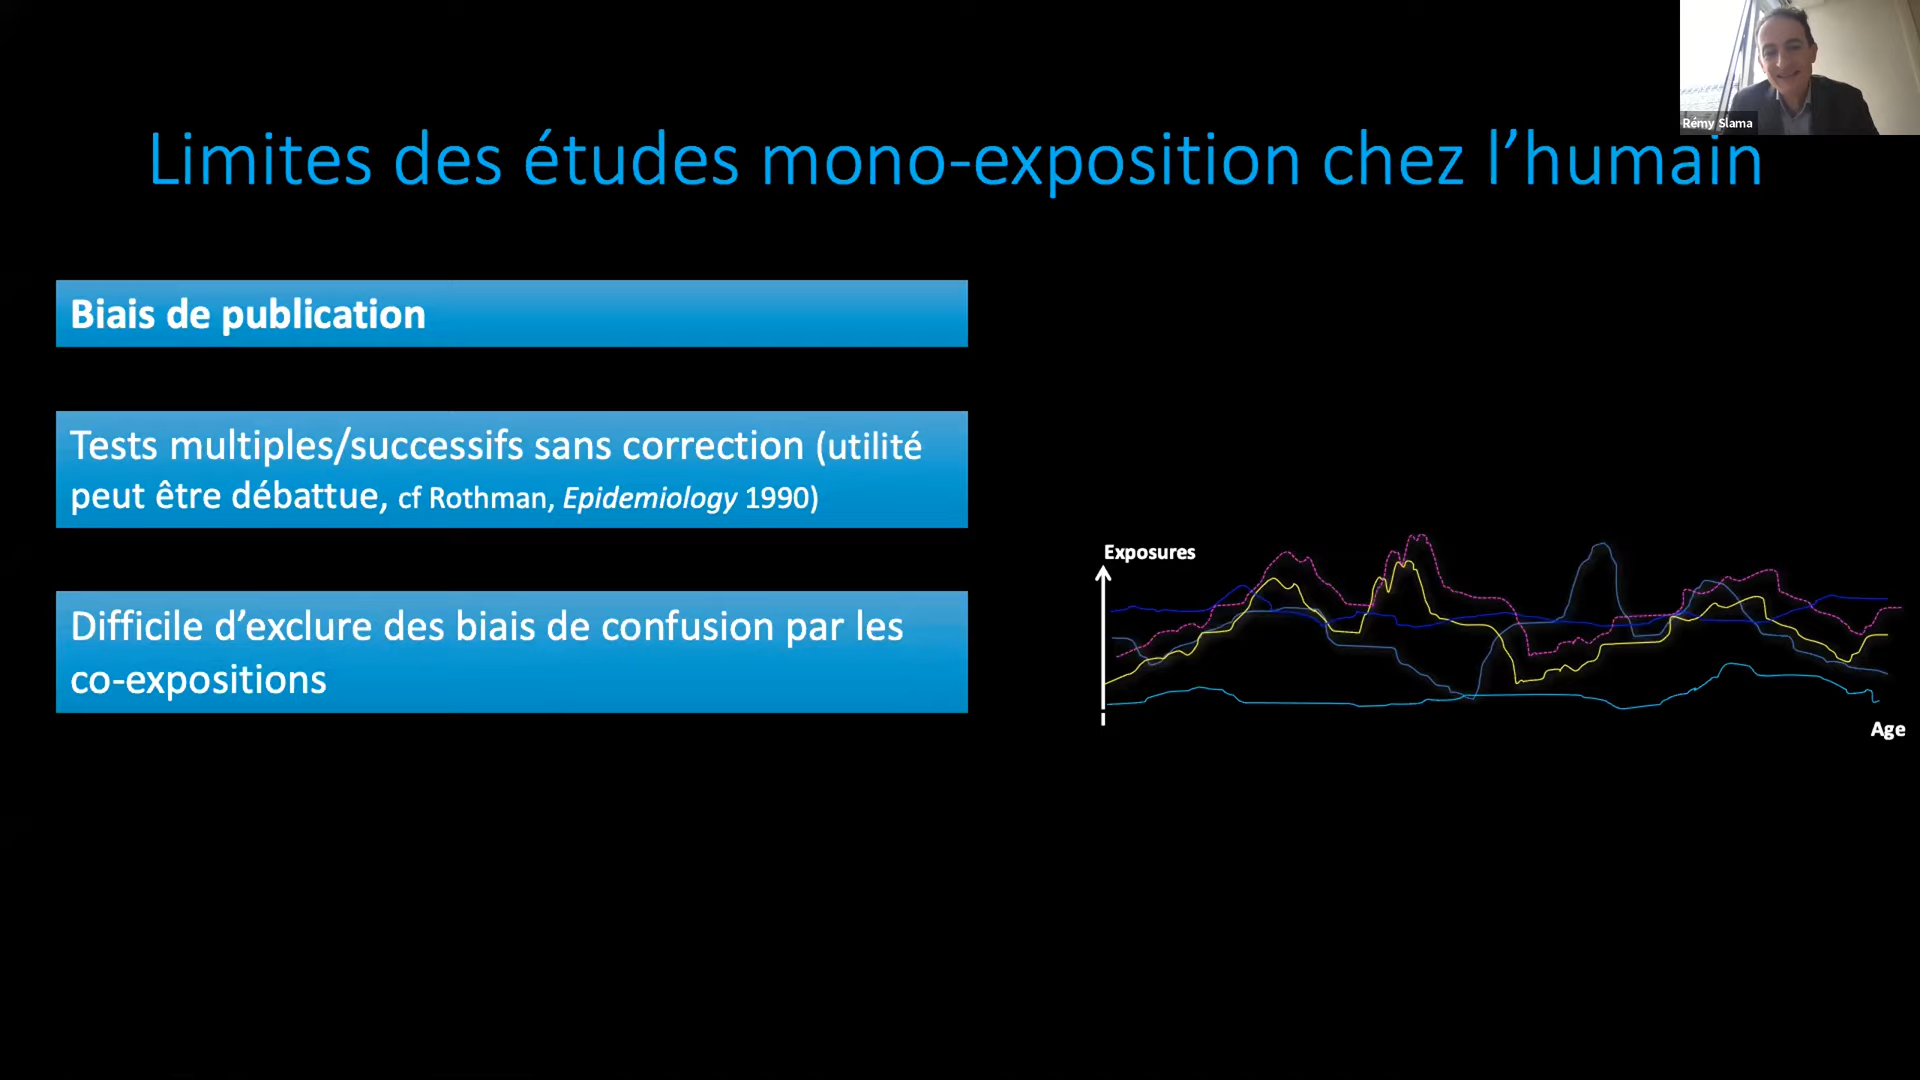 Rémy Slama
Limites des études mono-exposition chez l’humain
Biais de publication
Tests multiples/successifs sans correction (utilité
peut être débattue, cf Rothman, Epidemiology 1990)
Difficile d’exclure des biais de confusion par les
co-expositions
Exposures
Age